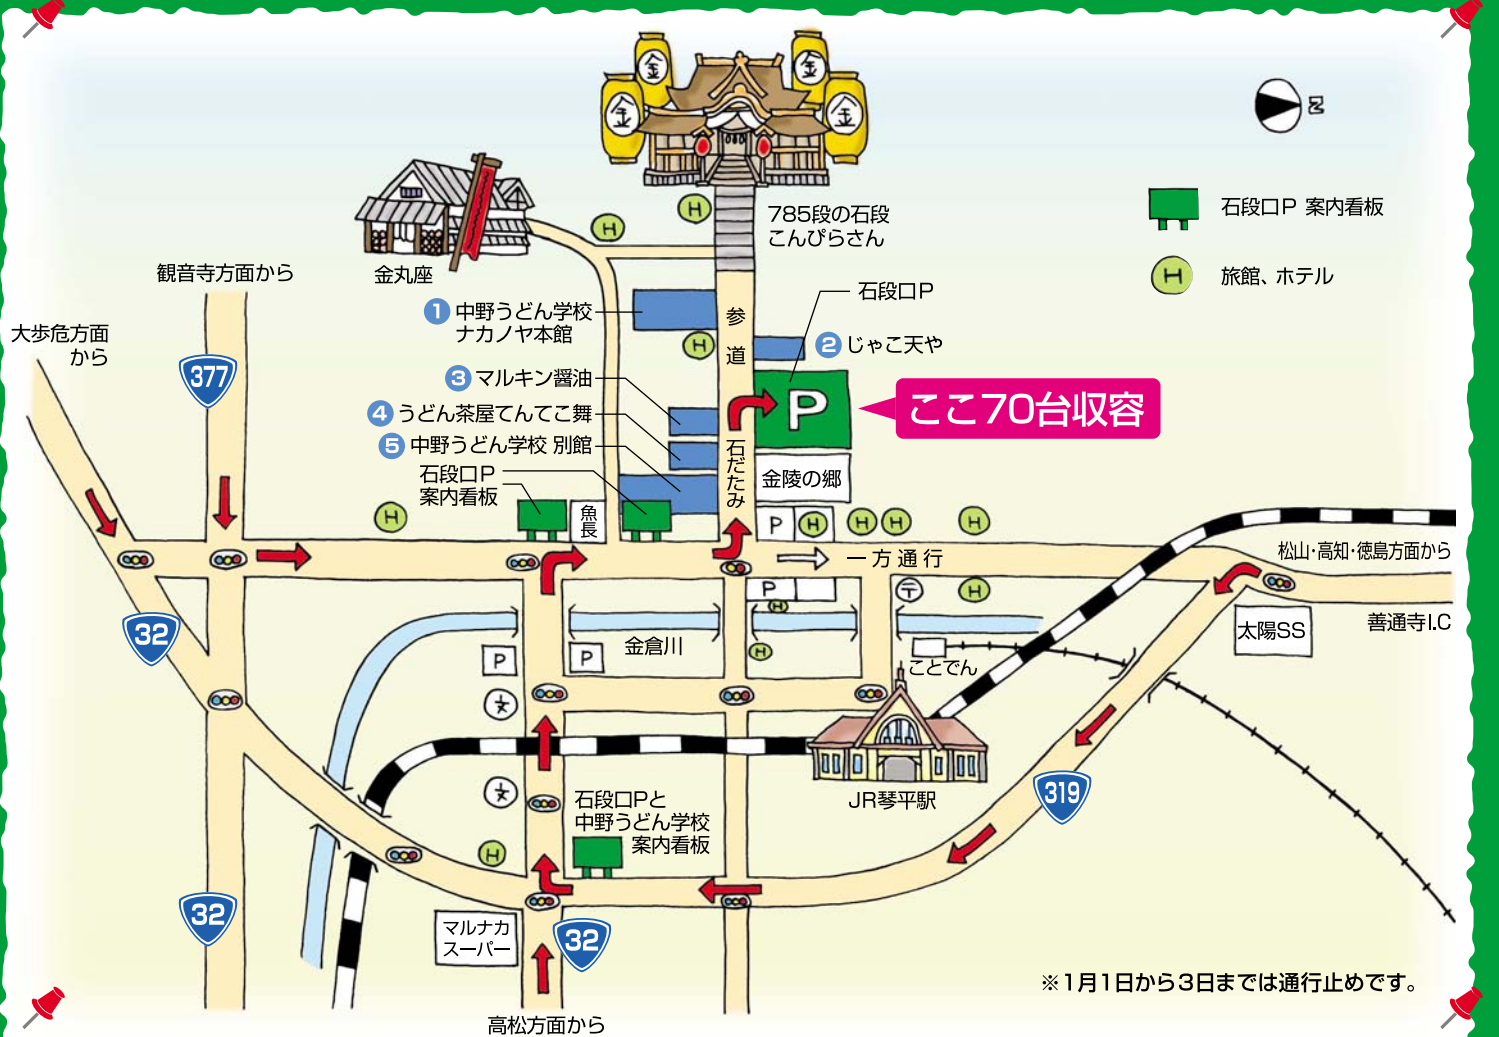 金
金
金
金
N
石段口P 案内看板
H
旅館、ホテル
785段の石段
こんぴらさん
H
H
金丸座
観音寺方面から
大歩危方面
から
377
1 中野うどん学校
ナカノヤ本館
参道
石段口P
H
2 じゃこ天や
3 マルキン醤油
4 うどん茶屋てんてこ舞
5 中野うどん学校 別館
P
ここ70台収容
石段口P
案内看板
石だたみ
金陵の郷
H
魚長
P
H
H
H
H
一方通行
松山・高知・徳島方面から
善通寺I.C
太陽SS
32
P
H
〒
H
金倉川
P
P
H
ことでん
文
JR琴平駅
319
文
石段口Pと
中野うどん学校
案内看板
H
32
マルナカ
スーパー
32
※1月1日から3日までは通行止めです。
高松方面から